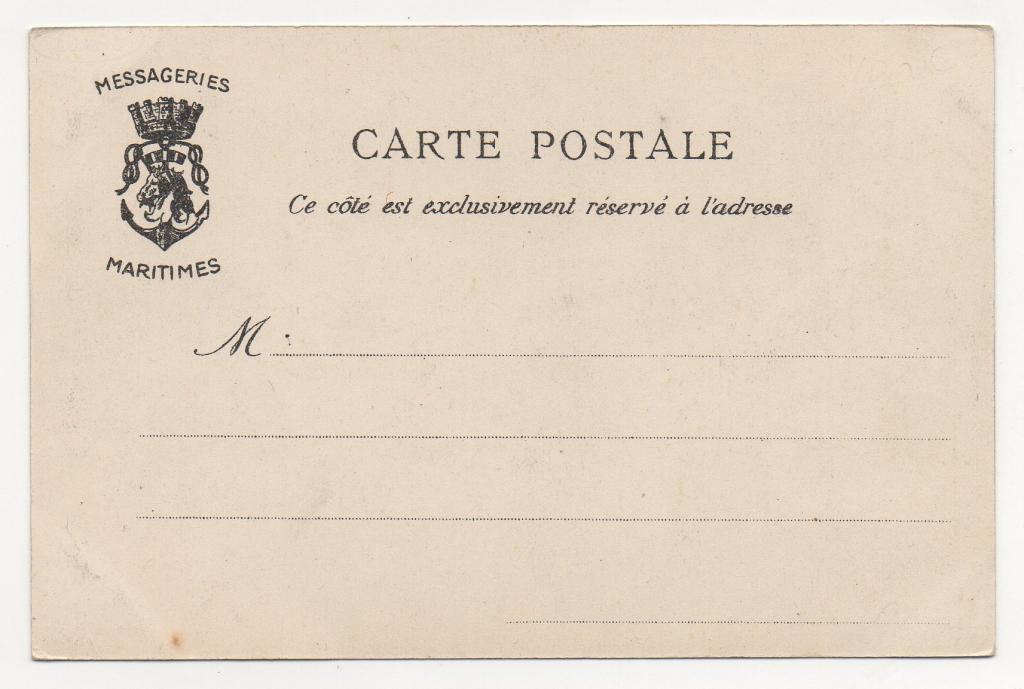 MESSAGERIES
MARITIMES
CARTE POSTALE
Ce côté est exclusivement réservé à l'adresse
M